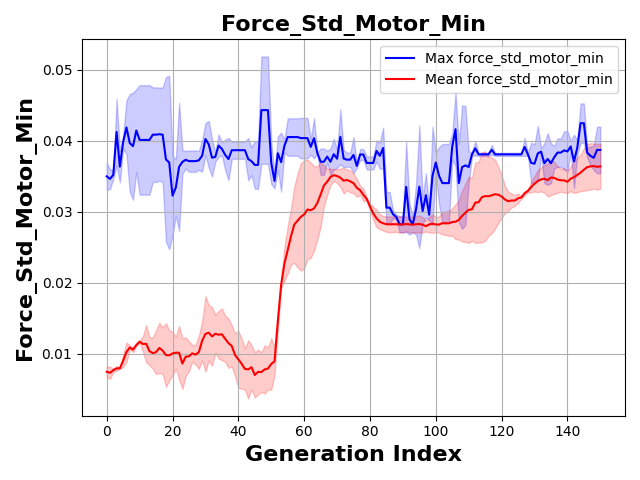 Force_Std_Motor_Min
Max force_std_motor_min
Mean force_std_motor_min
Force_Std_Motor_Min
0.05
0.04
0.03
0.02
0.01
0 20 40 60 80 100 120 140
Generation Index